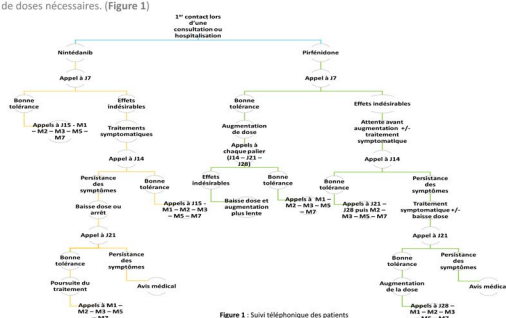 de doses nécessaires. (Figure 1)
1er contact lors
d'une
consultation ou
hospitalisation
Nintédanib
Pirfénidone
Appel à J7
Appel à J7
Bonne
tolérance
Effets
indésirables
Bonne
tolérance
Effets indésirables
Appels à J15 - M1
– M2 – M3 – M5 –
M7
Traitements
symptomatiques
Augmentation
de dose
Attente avant
augmentation +/-
traitement
symptomatique
Appel à J14
Appels à
chaque palier
(J14 – J21 –
J28)
Appel à J14
Persistance
des
symptômes
Bonne
tolérance
Effets
indésirables
Bonne
tolérance
Bonne
tolérance
Persistance
des
symptômes
Baisse dose ou
arrêt
Appels à J15 -
M1 – M2 – M3
– M5 – M7
Baisse dose et
augmentation
plus lente
Appels à M1 –
M2 – M3 – M5
– M7
Appels à J21 –
J28 puis M2 –
M3 – M5 – M7
Traitement
symptomatique +/-
baisse dose
Appel à J21
Appel à J21
Bonne
tolérance
Persistance
des
symptômes
Bonne
tolérance
Persistance
des
symptômes
Poursuite du
traitement
Avis médical
Augmentation
de la dose
Avis médical
Appels à M1 –
M2 – M3 – M5
– M7
Appels à J28 –
M1 – M2 – M3
Figure 1 : Suivi téléphonique des patients